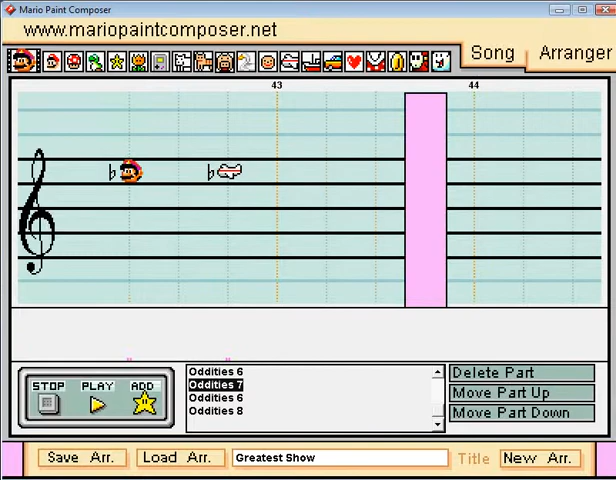 Mario Paint Composer
www.mariopaintcomposer.net
Song
Arranger
43
44
♭
♭
Oddities 6
Oddities 7
Oddities 6
Oddities 8
STOP
PLAY
ADD
Delete Part
Move Part Up
Move Part Down
Save Arr.
Load Arr.
Greatest Show
Title
New Arr.